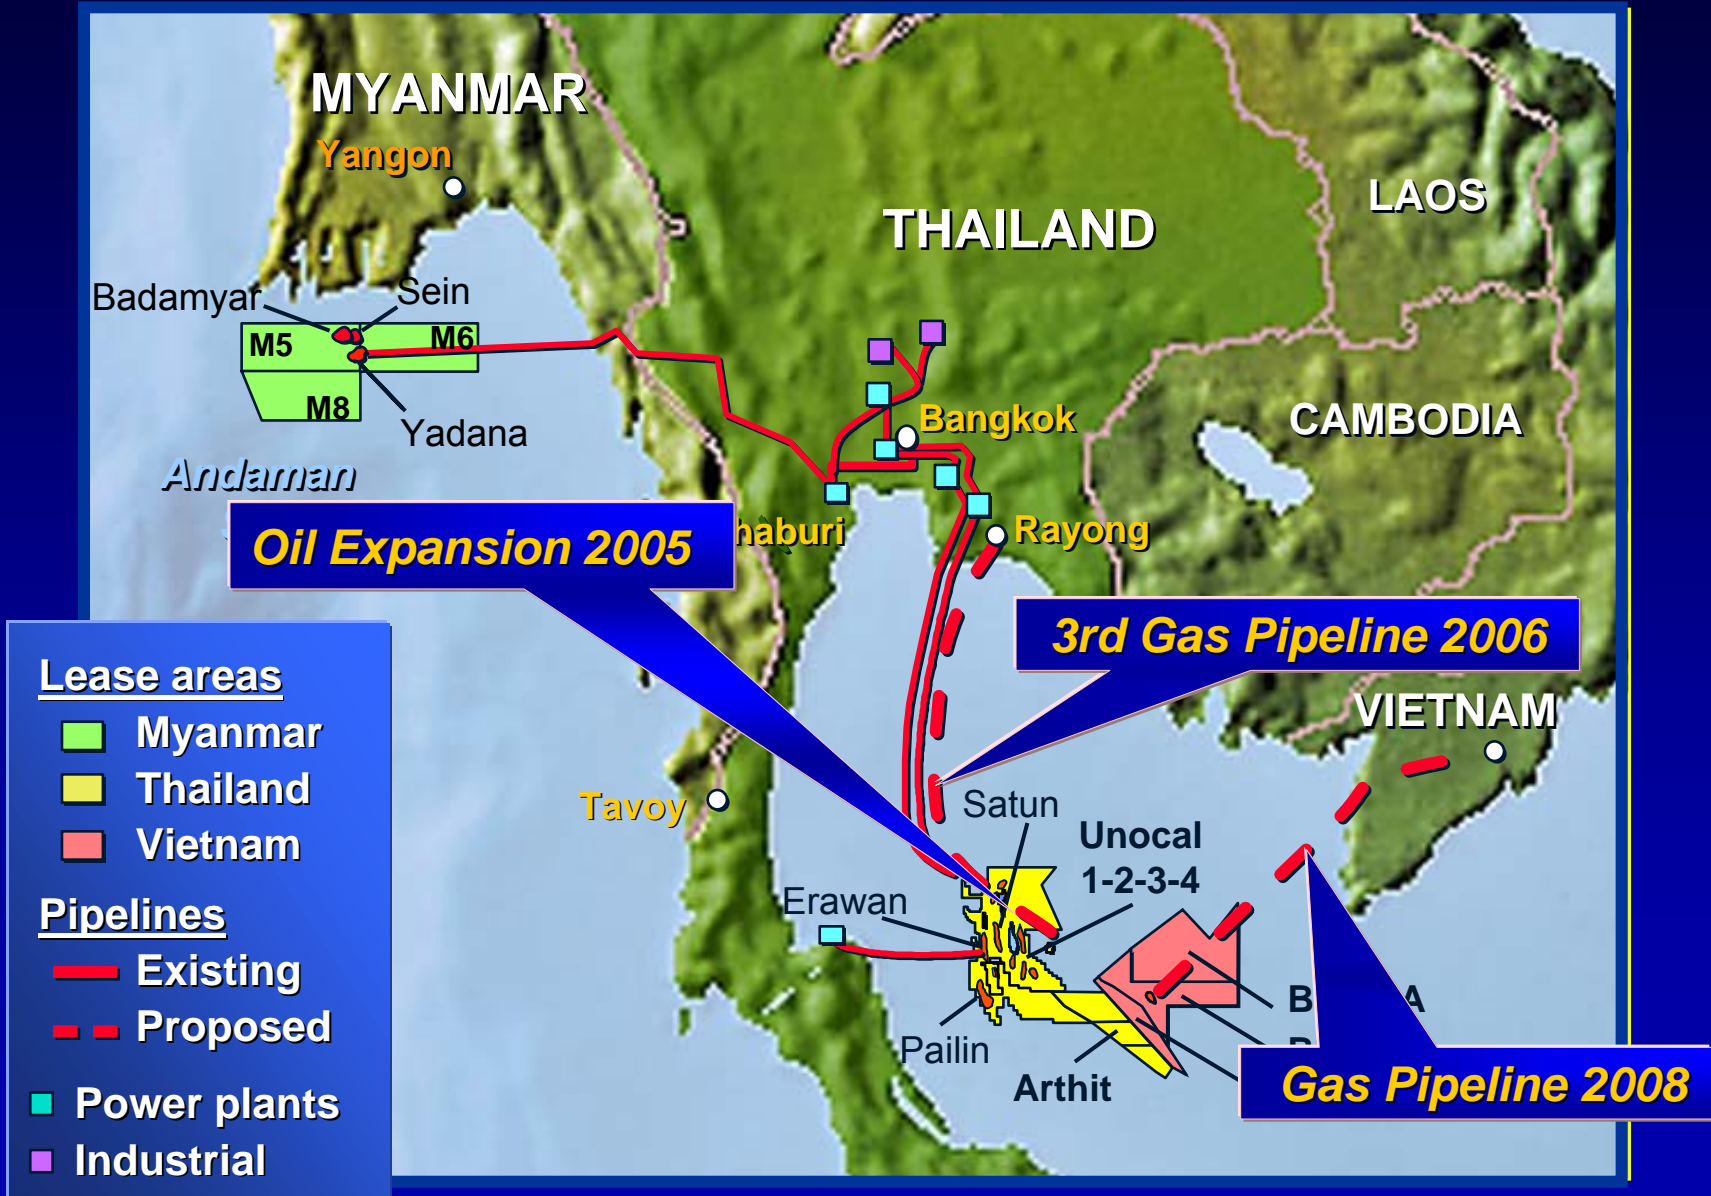 MYANMAR
Yangon
LAOS
THAILAND
Badamyar
Sein
M5
M6
M8
Yadana
Bangkok
CAMBODIA
Andaman
Oil Expansion 2005
haburi
Rayong
3rd Gas Pipeline 2006
VIETNAM
Tavoy
Satun
Unocal
1-2-3-4
Erawan
Pailin
Arthit
B
A
Gas Pipeline 2008
Lease areas
Myanmar
Thailand
Vietnam
Pipelines
Existing
Proposed
Power plants
Industrial